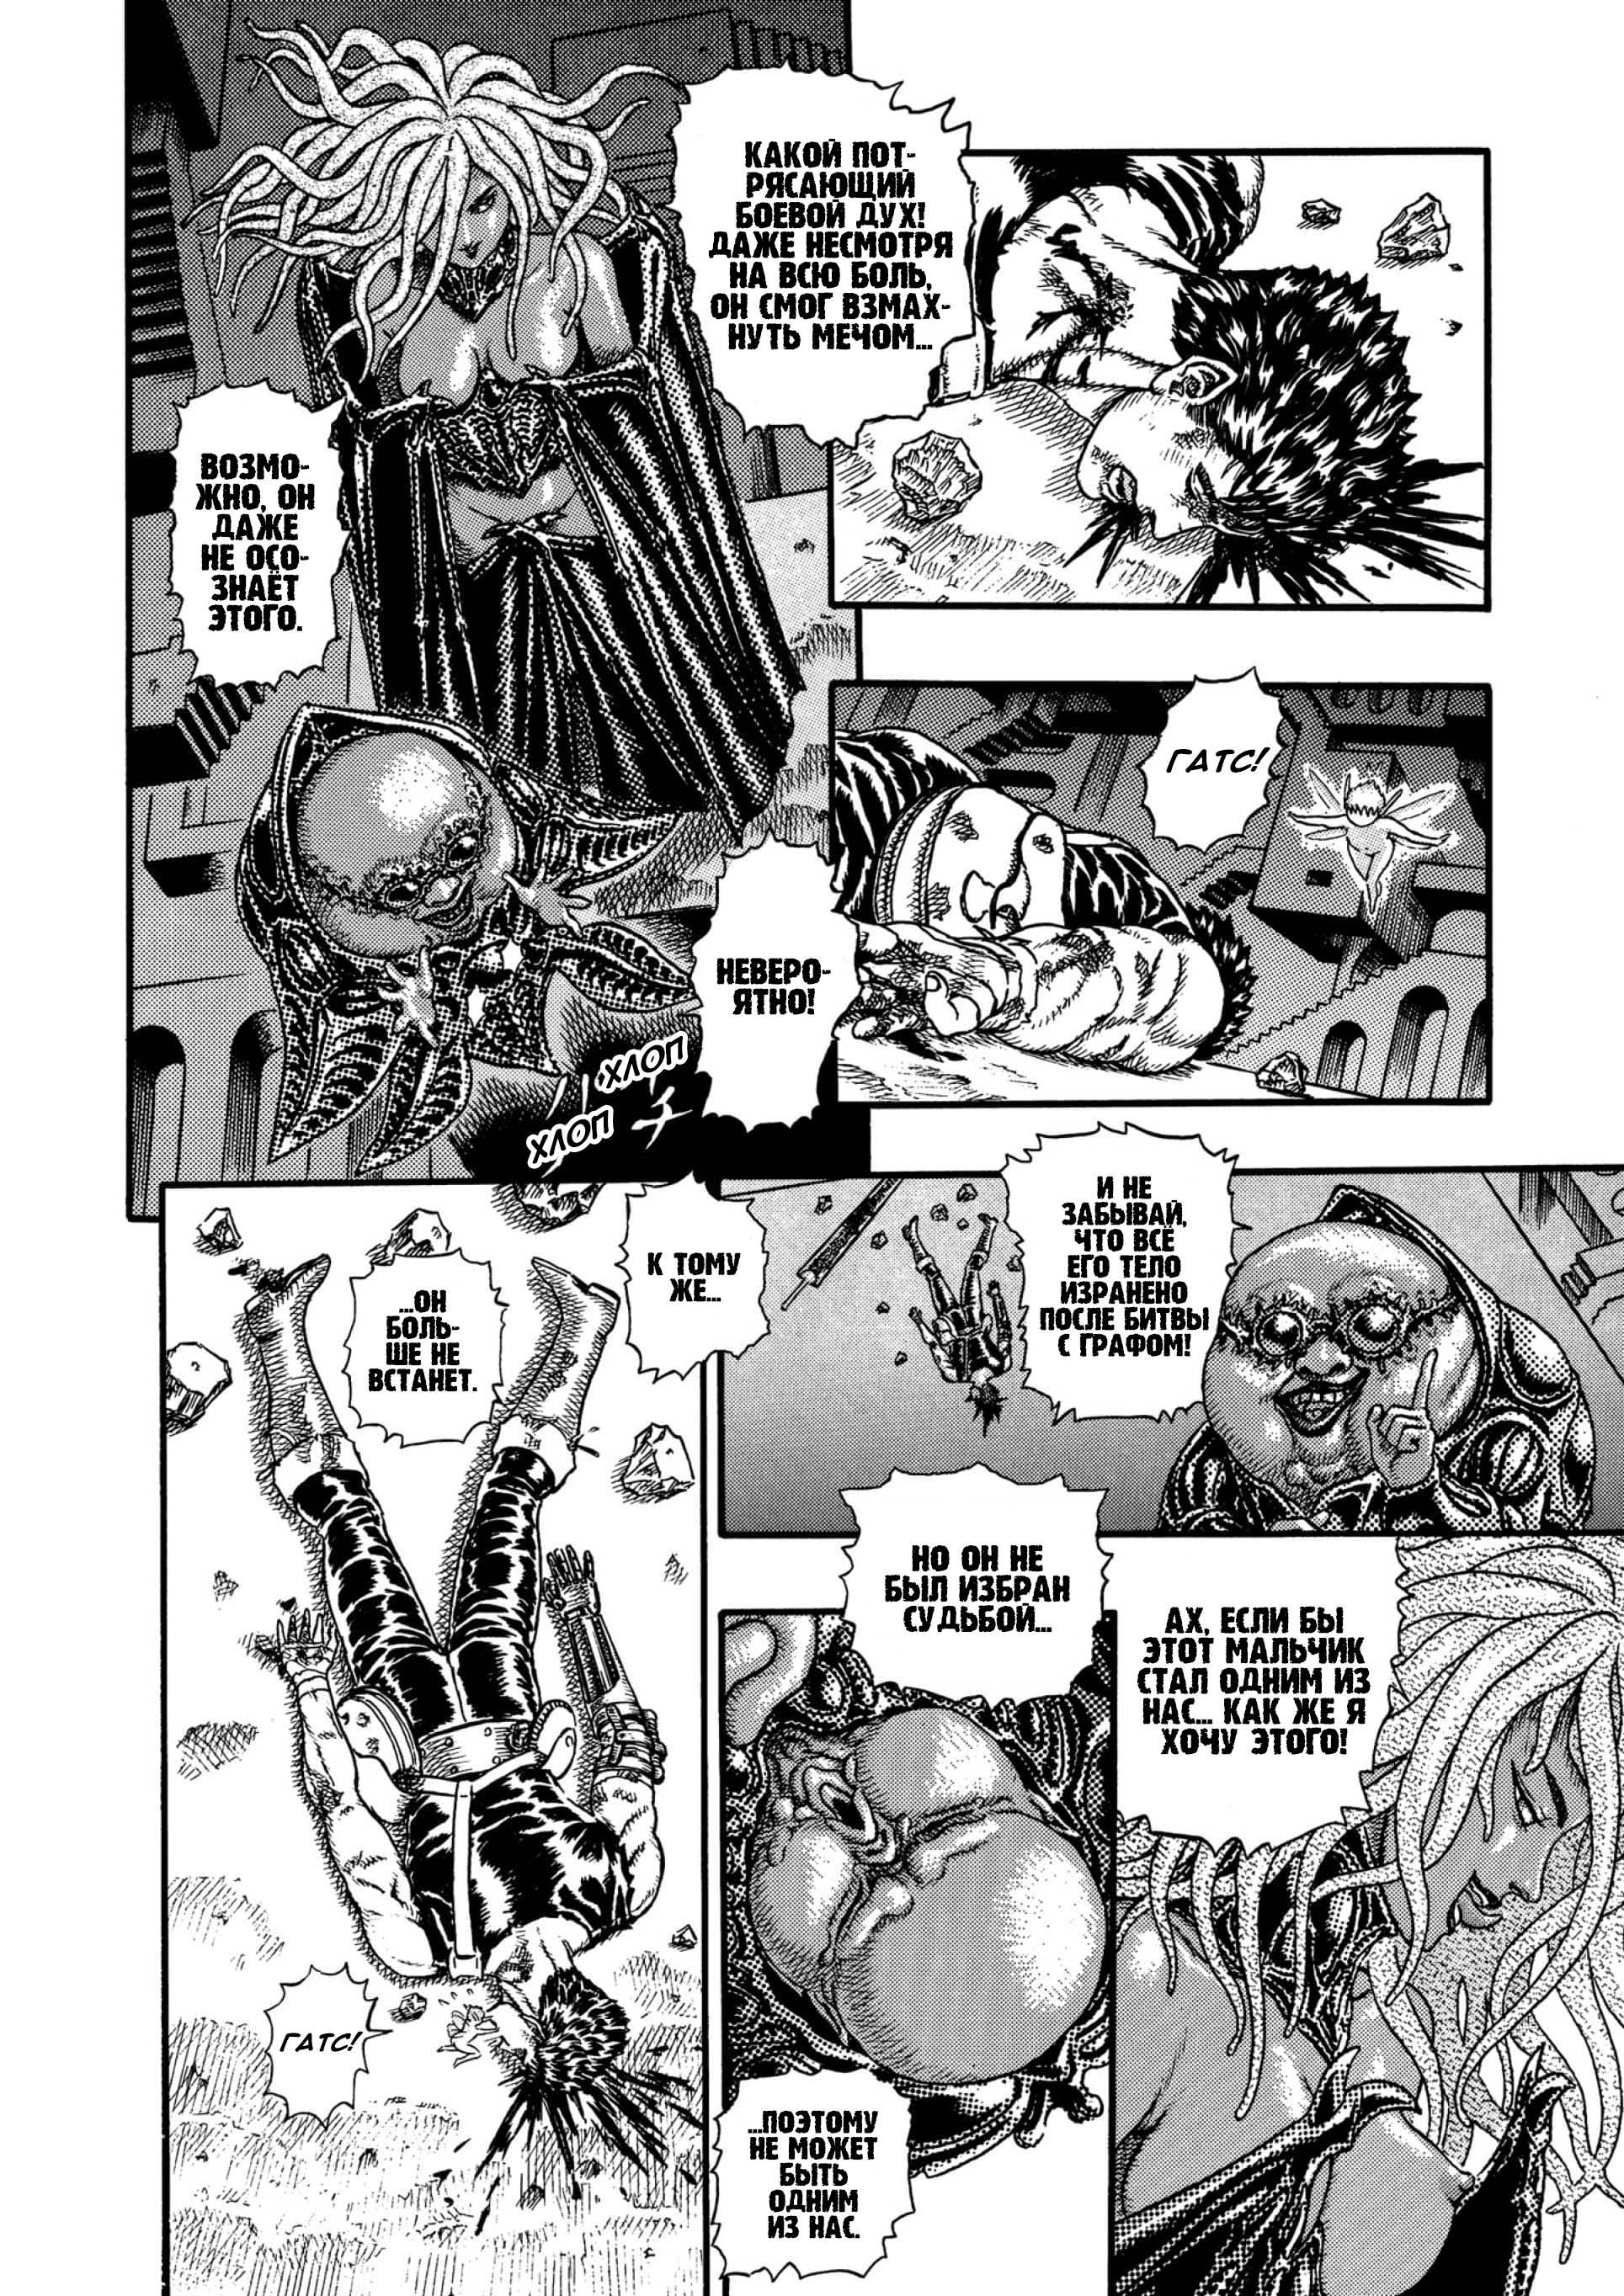 КАКОЙ ПОТ-
РЯСАЮЩИЙ
БОЕВОЙ ДУХ!
ДАЖЕ НЕСМОТРЯ
НА ВСЮ БОЛЬ,
ОН СМОГ ВЗМАХ-
НУТЬ МЕЧОМ...
ВОЗМО-
ЖНО, ОН
ДАЖЕ
НЕ ОСО-
ЗНАЁТ
ЭТОГО.
ГАТС!
НЕВЕРО-
ЯТНО!
ХЛОП
ХЛОП
И НЕ
ЗАБЫВАЙ,
ЧТО ВСЁ
ЕГО ТЕЛО
ИЗРАНЕНО
ПОСЛЕ БИТВЫ
С ГРАФОМ!
АХ, ЕСЛИ БЫ
ЭТОТ МАЛЬЧИК
СТАЛ ОДНИМ ИЗ
НАС... КАК ЖЕ Я
ХОЧУ ЭТОГО!
НО ОН НЕ
БЫЛ ИЗБРАН
СУДЬБОЙ...
...ПОЭТОМУ
НЕ МОЖЕТ
БЫТЬ
ОДНИМ
ИЗ НАС.
К ТОМУ
ЖЕ...
...ОН
БОЛЬ-
ШЕ НЕ
ВСТАНЕТ.
ГАТС!